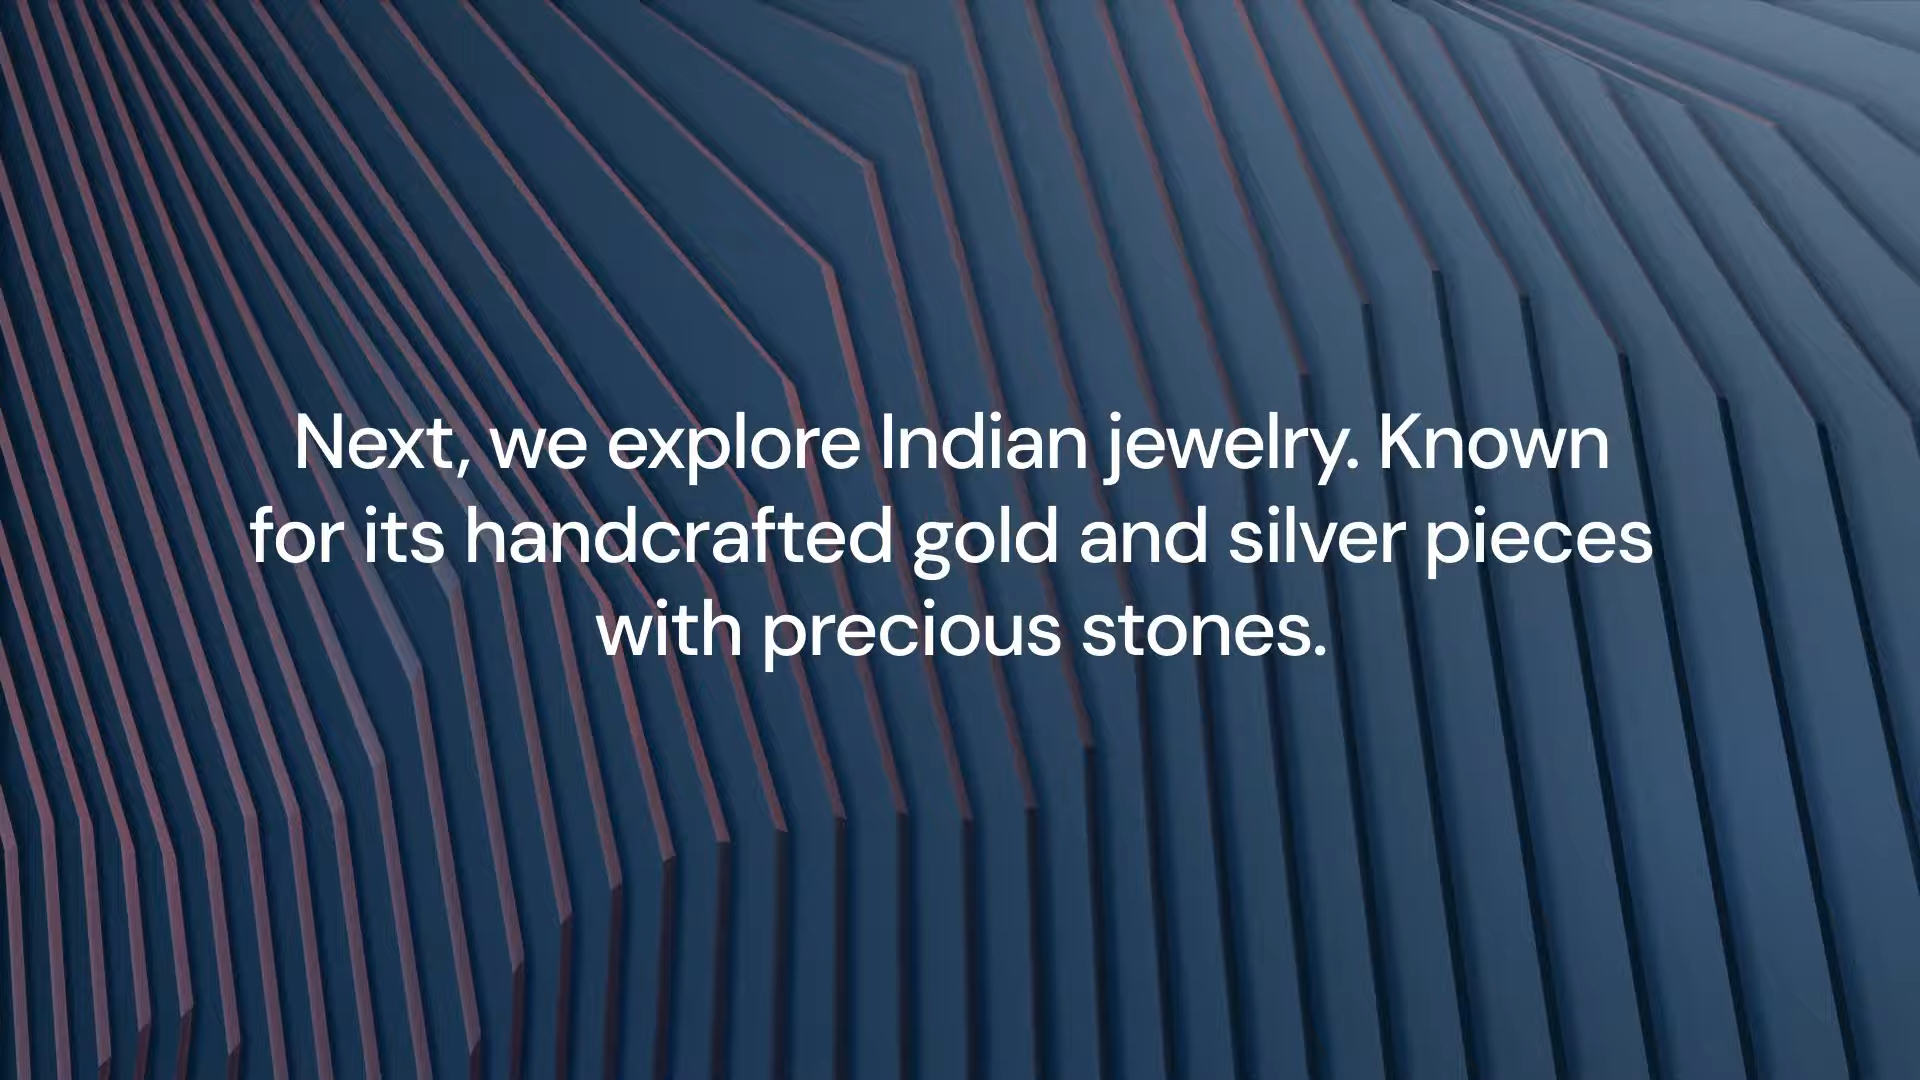 Next, we explore Indian jewelry. Known
for its handcrafted gold and silver pieces
with precious stones.